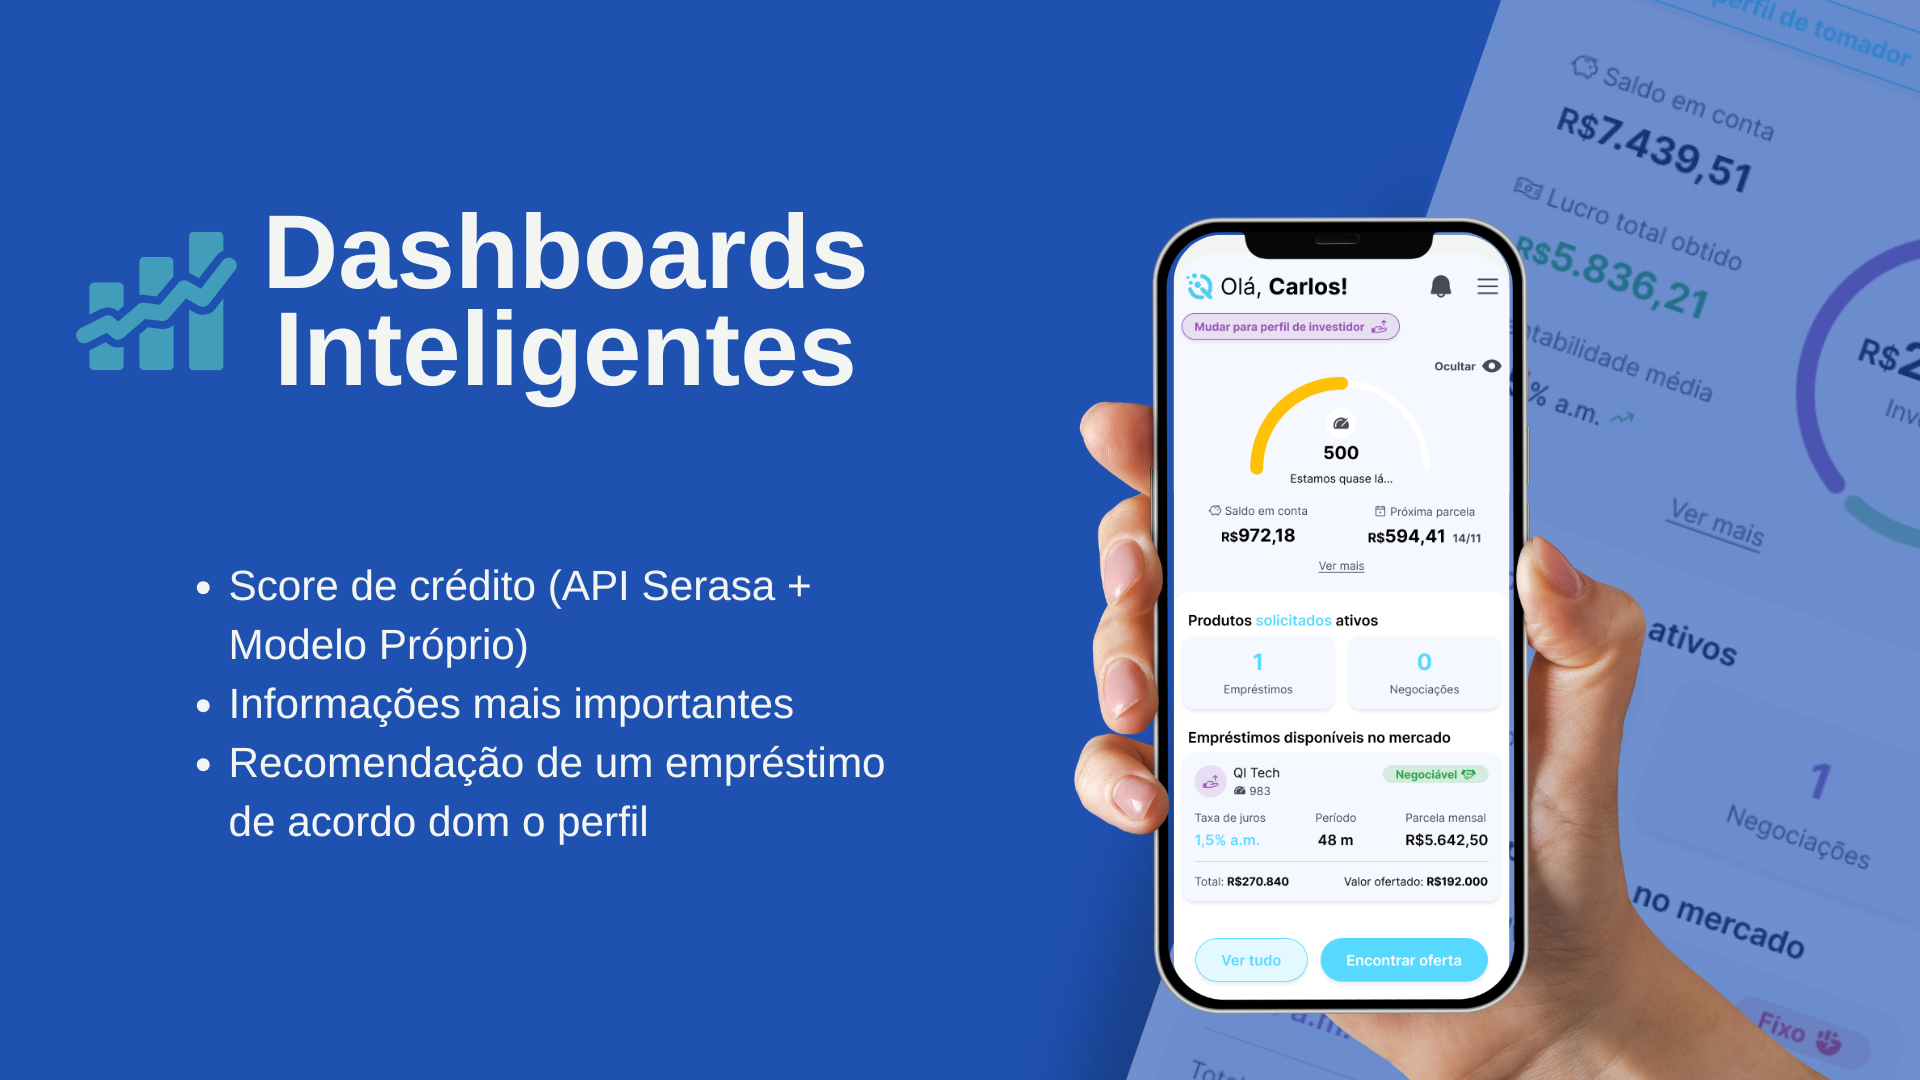 Dashboards
Inteligentes
Score de crédito (API Serasa +
Modelo Próprio)
Informações mais importantes
Recomendação de um empréstimo
de acordo dom o perfil
Olá, Carlos!
Mudar para perfil de investidor
Ocultar
500
Estamos quase lá...
Saldo em conta
R$972,18
Próxima parcela
R$594,41 14/11
Ver mais
Produtos solicitados ativos
1
Empréstimos
0
Negociações
Empréstimos disponíveis no mercado
QI Tech
983
Negociável
Taxa de juros
1,5% a.m.
Período
48 m
Parcela mensal
R$5.642,50
Total: R$270.840
Valor ofertado: R$192.000
Ver tudo
Encontrar oferta
perfil de tomador
Saldo em conta
R$7.439,51
Lucro total obtido
R$5.836,21
média
% a.m.
R$2
Ver mais
ativos
1
Negociações
no mercado
Fixo
a.m.